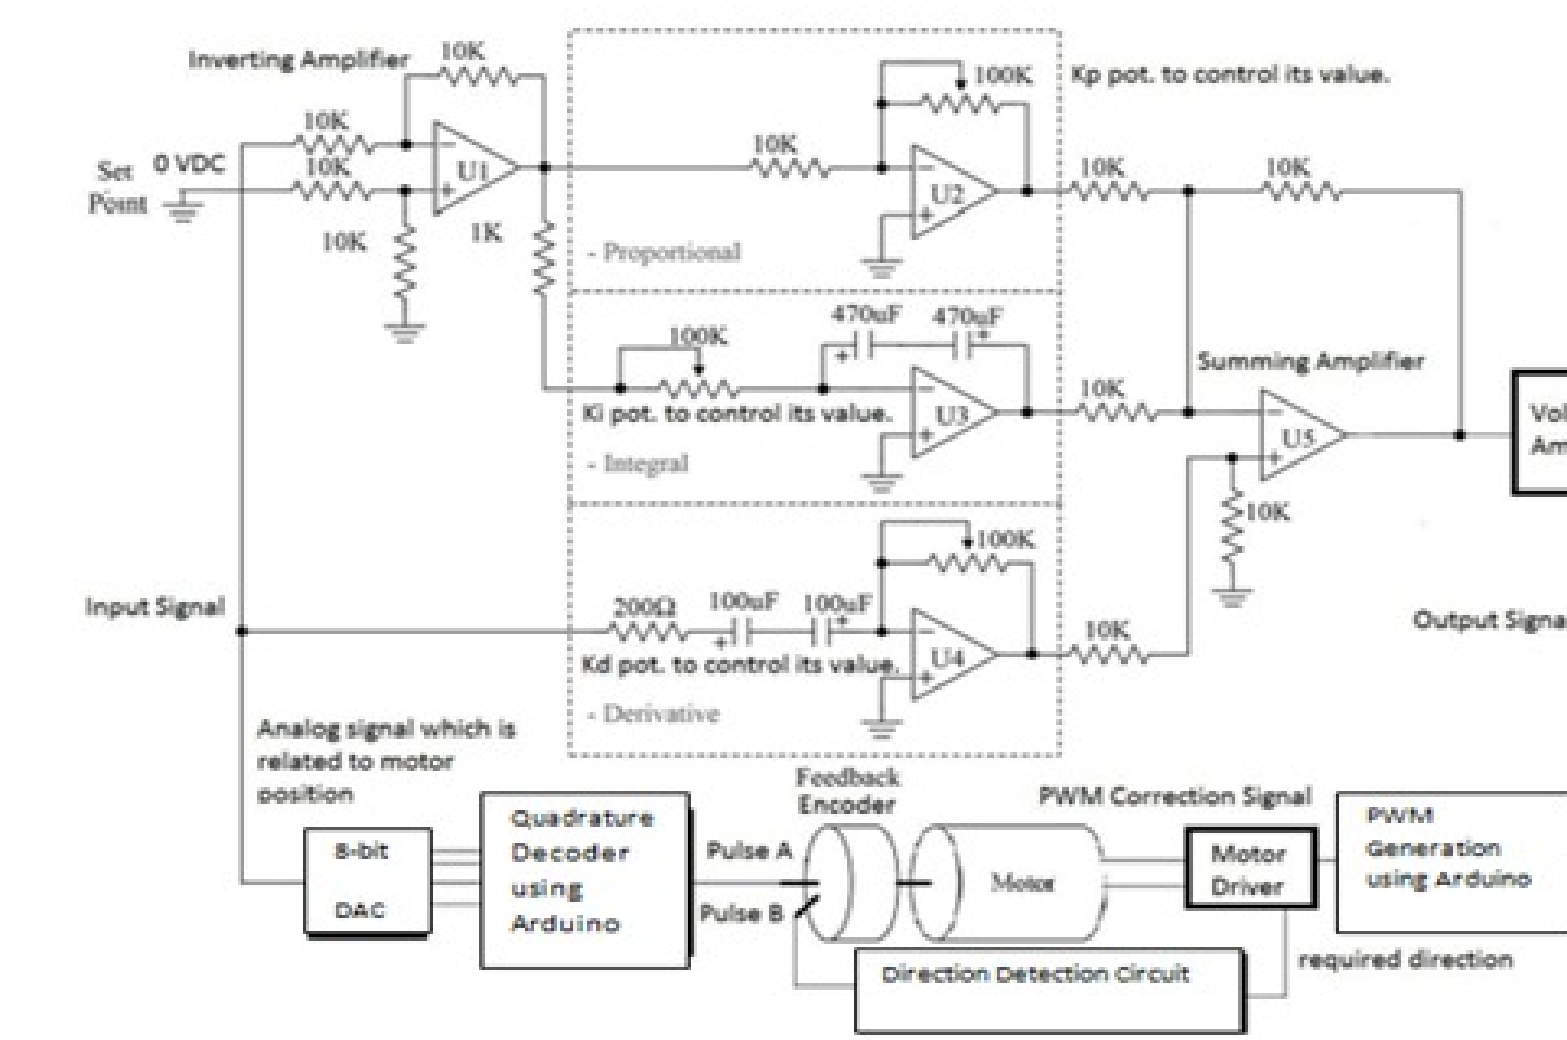 Inverting Amplifier
10K
10K
0 VDC
10K
Set
Point
U1
10K
1K
10K
100K
Kp pot. to control its value.
U2
- Proportional
10K
10K
470uF
470uF
100K
Ki pot. to control its value.
U3
- Integral
10K
Summing Amplifier
U5
10K
Vol
Am
200Ω
100uF
100uF
100K
Kd pot. to control its value.
U4
- Derivative
10K
Input Signal
Output Signa
Analog signal which is
related to motor
position
8-bit
DAC
Quadrature
Decoder
using
Arduino
Pulse A
Pulse B
Feedback
Encoder
Motor
PWM Correction Signal
Motor
Driver
PWM
Generation
using Arduino
Direction Detection Circuit
required direction
+
+
+
+
-
+
-
+
-
+
-
+
-
+